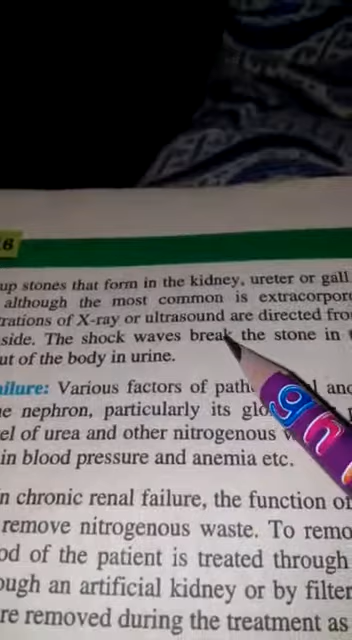 6
up stones that form in the kidney, ureter or gall
although the most common is extracorpor
rations of X-ray or ultrasound are directed fro
side. The shock waves break the stone in
ut of the body in urine.
ailure: Various factors of path and
e nephron, particularly its glo
el of urea and other nitrogenous
in blood pressure and anemia etc.
n chronic renal failure, the function of
remove nitrogenous waste. To remo
od of the patient is treated through
ough an artificial kidney or by filter
re removed during the treatment as